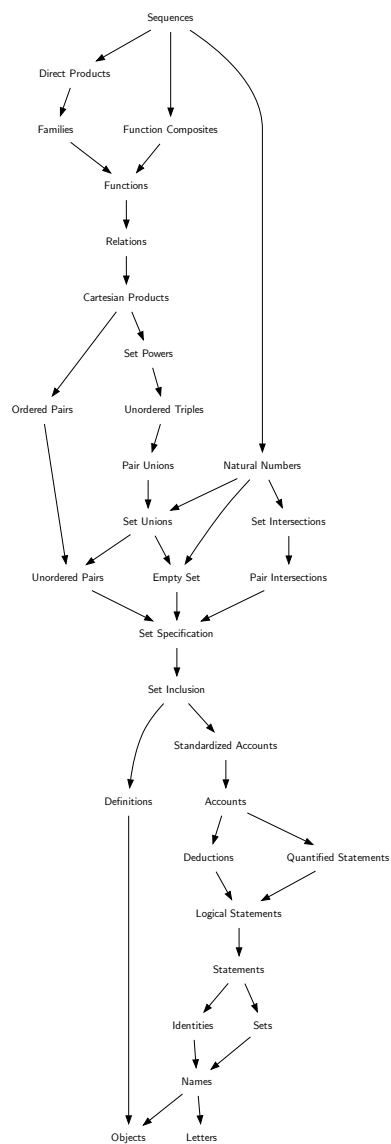 Sequences
Direct Products
Families
Function Composites
Functions
Relations
Cartesian Products
Set Powers
Ordered Pairs
Unordered Triples
Pair Unions
Natural Numbers
Set Unions
Set Intersections
Unordered Pairs
Empty Set
Pair Intersections
Set Specification
Set Inclusion
Standardized Accounts
Definitions
Accounts
Deductions
Quantified Statements
Logical Statements
Statements
Identities
Sets
Names
Objects
Letters